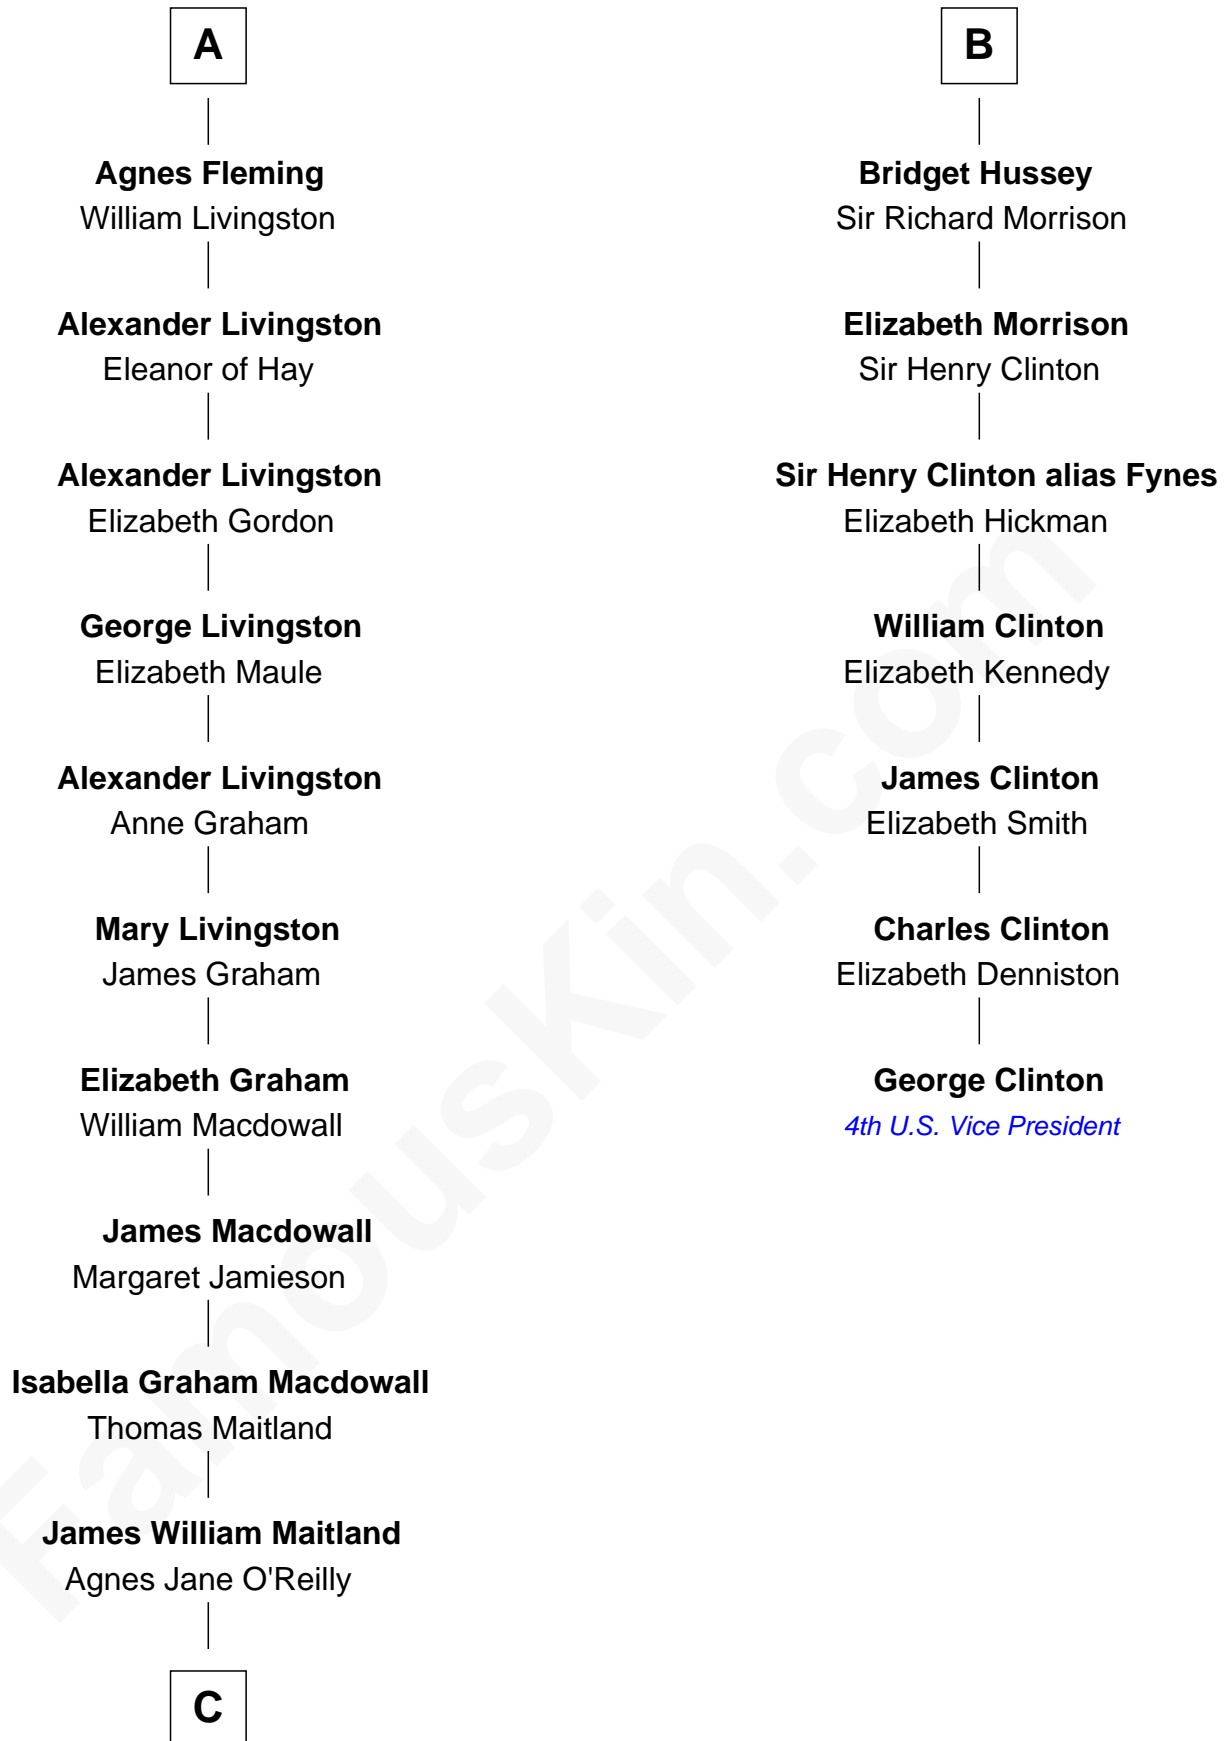 A
Agnes Fleming
William Livingston
Alexander Livingston
Eleanor of Hay
Alexander Livingston
Elizabeth Gordon
George Livingston
Elizabeth Maule
Alexander Livingston
Anne Graham
Mary Livingston
James Graham
Elizabeth Graham
William Macdowall
James Macdowall
Margaret Jamieson
Isabella Graham Macdowall
Thomas Maitland
James William Maitland
Agnes Jane O'Reilly
C
B
Bridget Hussey
Sir Richard Morrison
Elizabeth Morrison
Sir Henry Clinton
Sir Henry Clinton alias Fynes
Elizabeth Hickman
William Clinton
Elizabeth Kennedy
James Clinton
Elizabeth Smith
Charles Clinton
Elizabeth Denniston
George Clinton
4th U.S. Vice President
FamousKin.com